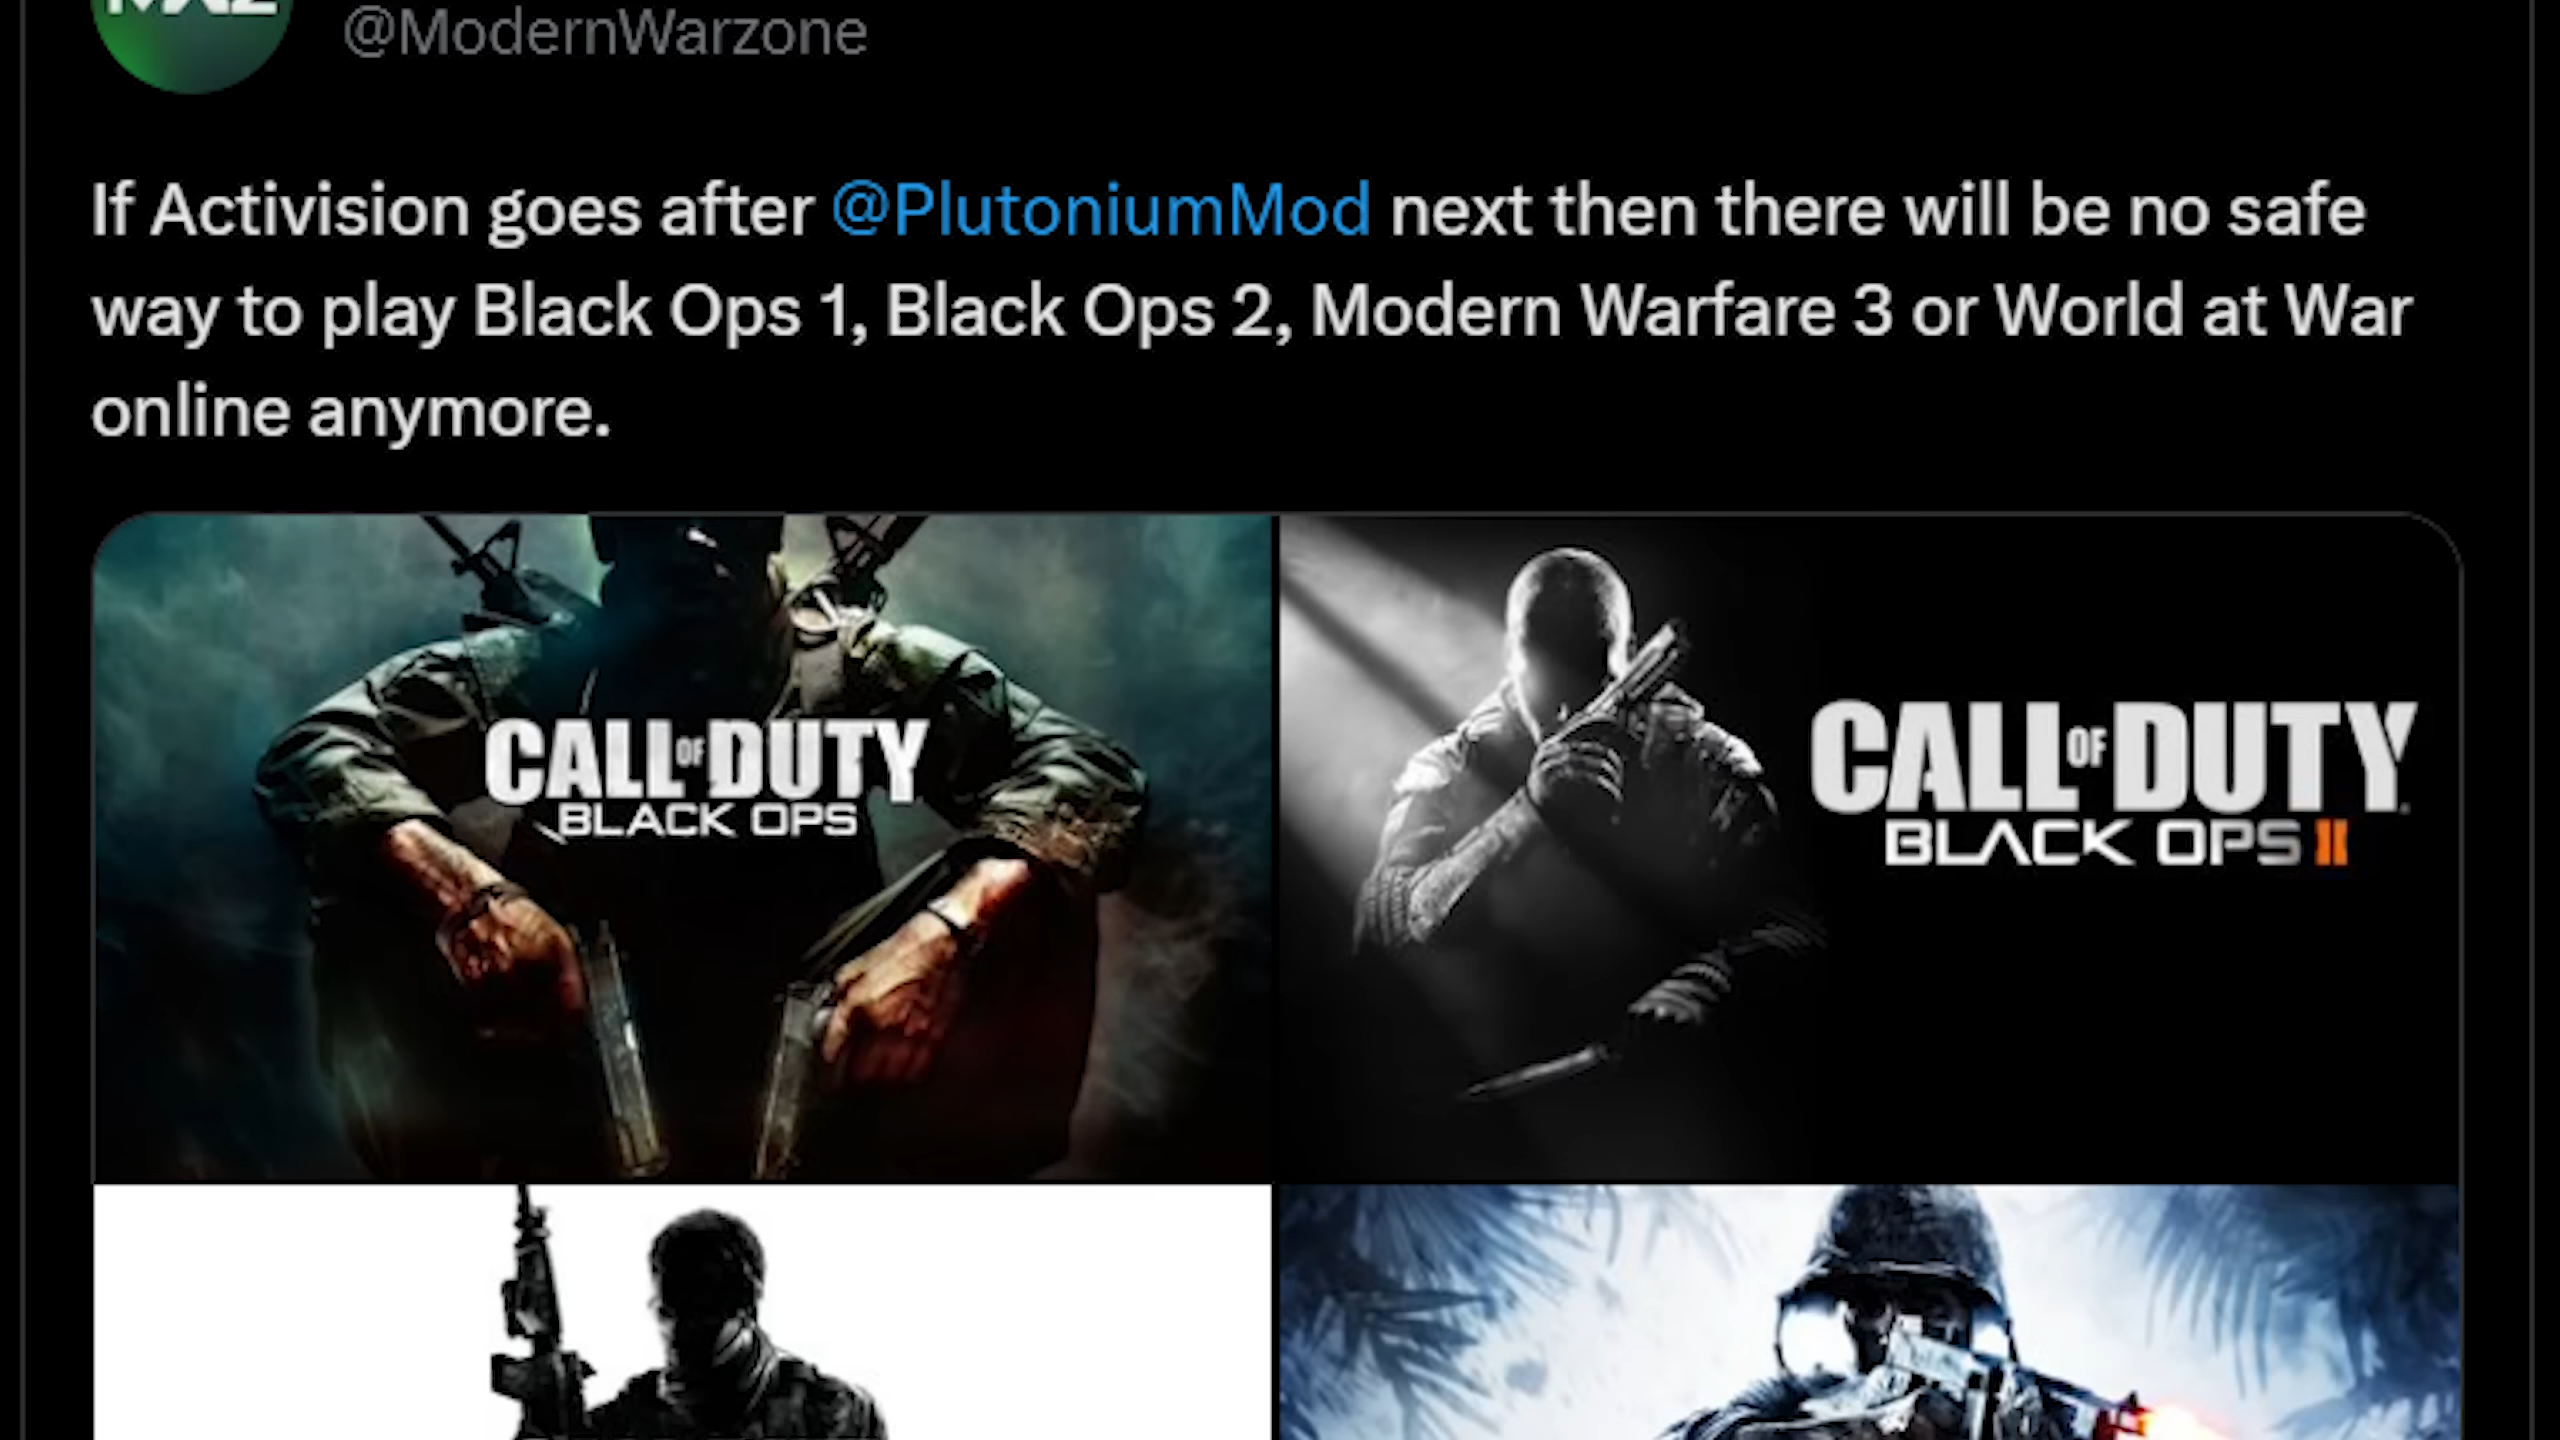 @ModernWarzone
If Activision goes after @PlutoniumMod next then there will be no safe
way to play Black Ops 1, Black Ops 2, Modern Warfare 3 or World at War
online anymore.
CALL OF DUTY
BLACK OPS
CALL OF DUTY
BLACK OPS II